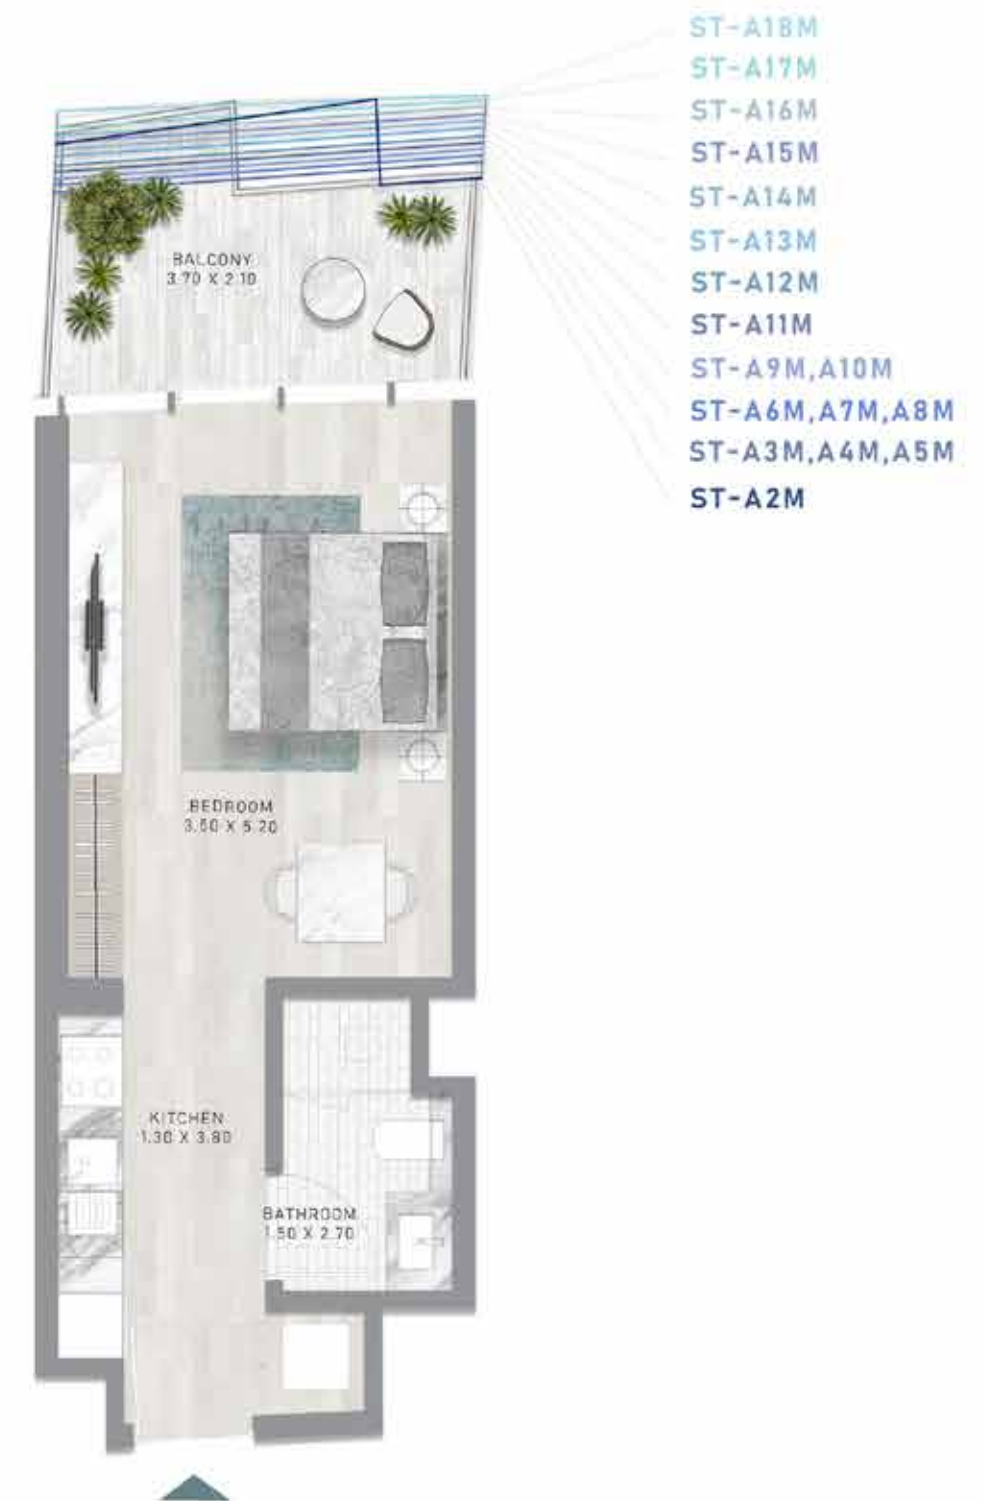 ST-A18M
ST-A17M
ST-A16M
ST-A15M
ST-A14M
ST-A13M
ST-A12M
ST-A11M
ST-A9M,A10M
ST-A6M,A7M,A8M
ST-A3M,A4M,A5M
ST-A2M
BALCONY
3.70 X 2.10
BEDROOM
3.60 X 5.20
KITCHEN
1.30 X 3.80
BATHROOM
1.50 X 2.70